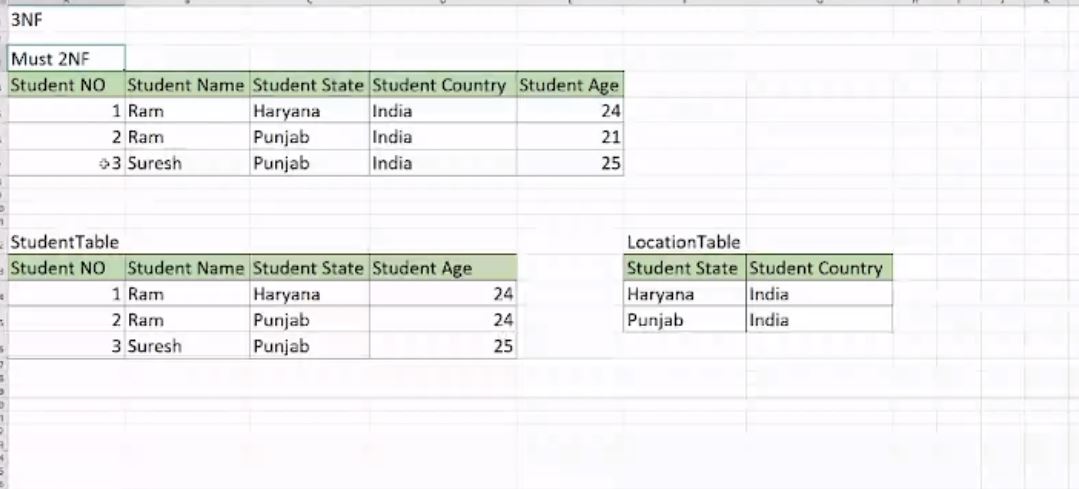 3NF
Must 2NF
Student NO Student Name Student State Student Country Student Age
1 Ram Haryana India 24
2 Ram Punjab India 21
3 Suresh Punjab India 25
StudentTable LocationTable
Student NO Student Name Student State Student Age Student State Student Country
1 Ram Haryana 24 Haryana India
2 Ram Punjab 24 Punjab India
3 Suresh Punjab 25